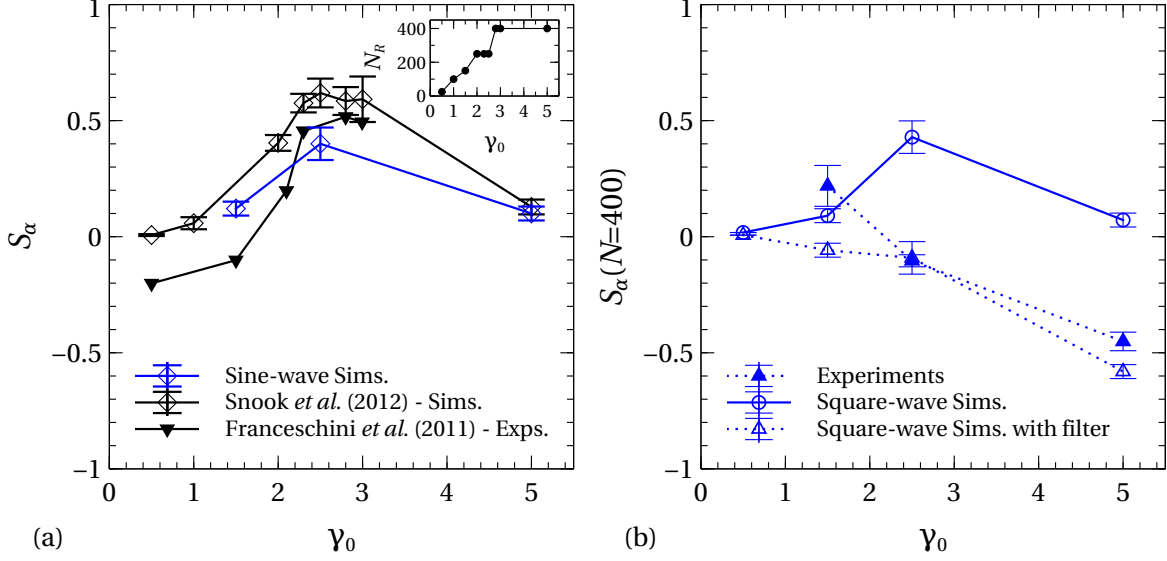 1
0.5
0
−0.5
−1
S_α
0 1 2 3 4 5
γ_0
(a)
Sine-wave Sims.
Snook et al. (2012) - Sims.
Franceschini et al. (2011) - Exps.
400
200
0
N_R
0 1 2 3 4 5
γ_0
1
0.5
0
−0.5
−1
S_α(N=400)
0 1 2 3 4 5
γ_0
(b)
Experiments
Square-wave Sims.
Square-wave Sims. with filter